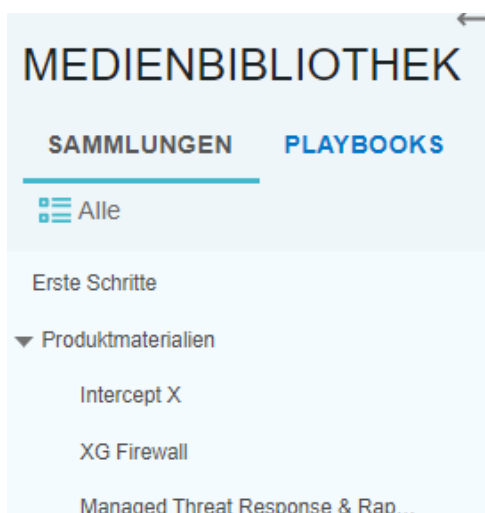 MEDIENBIBLIOTHEK
SAMMLUNGEN PLAYBOOKS
Alle
Erste Schritte
Produktmaterialien
Intercept X
XG Firewall
Managed Threat Response & Rap...